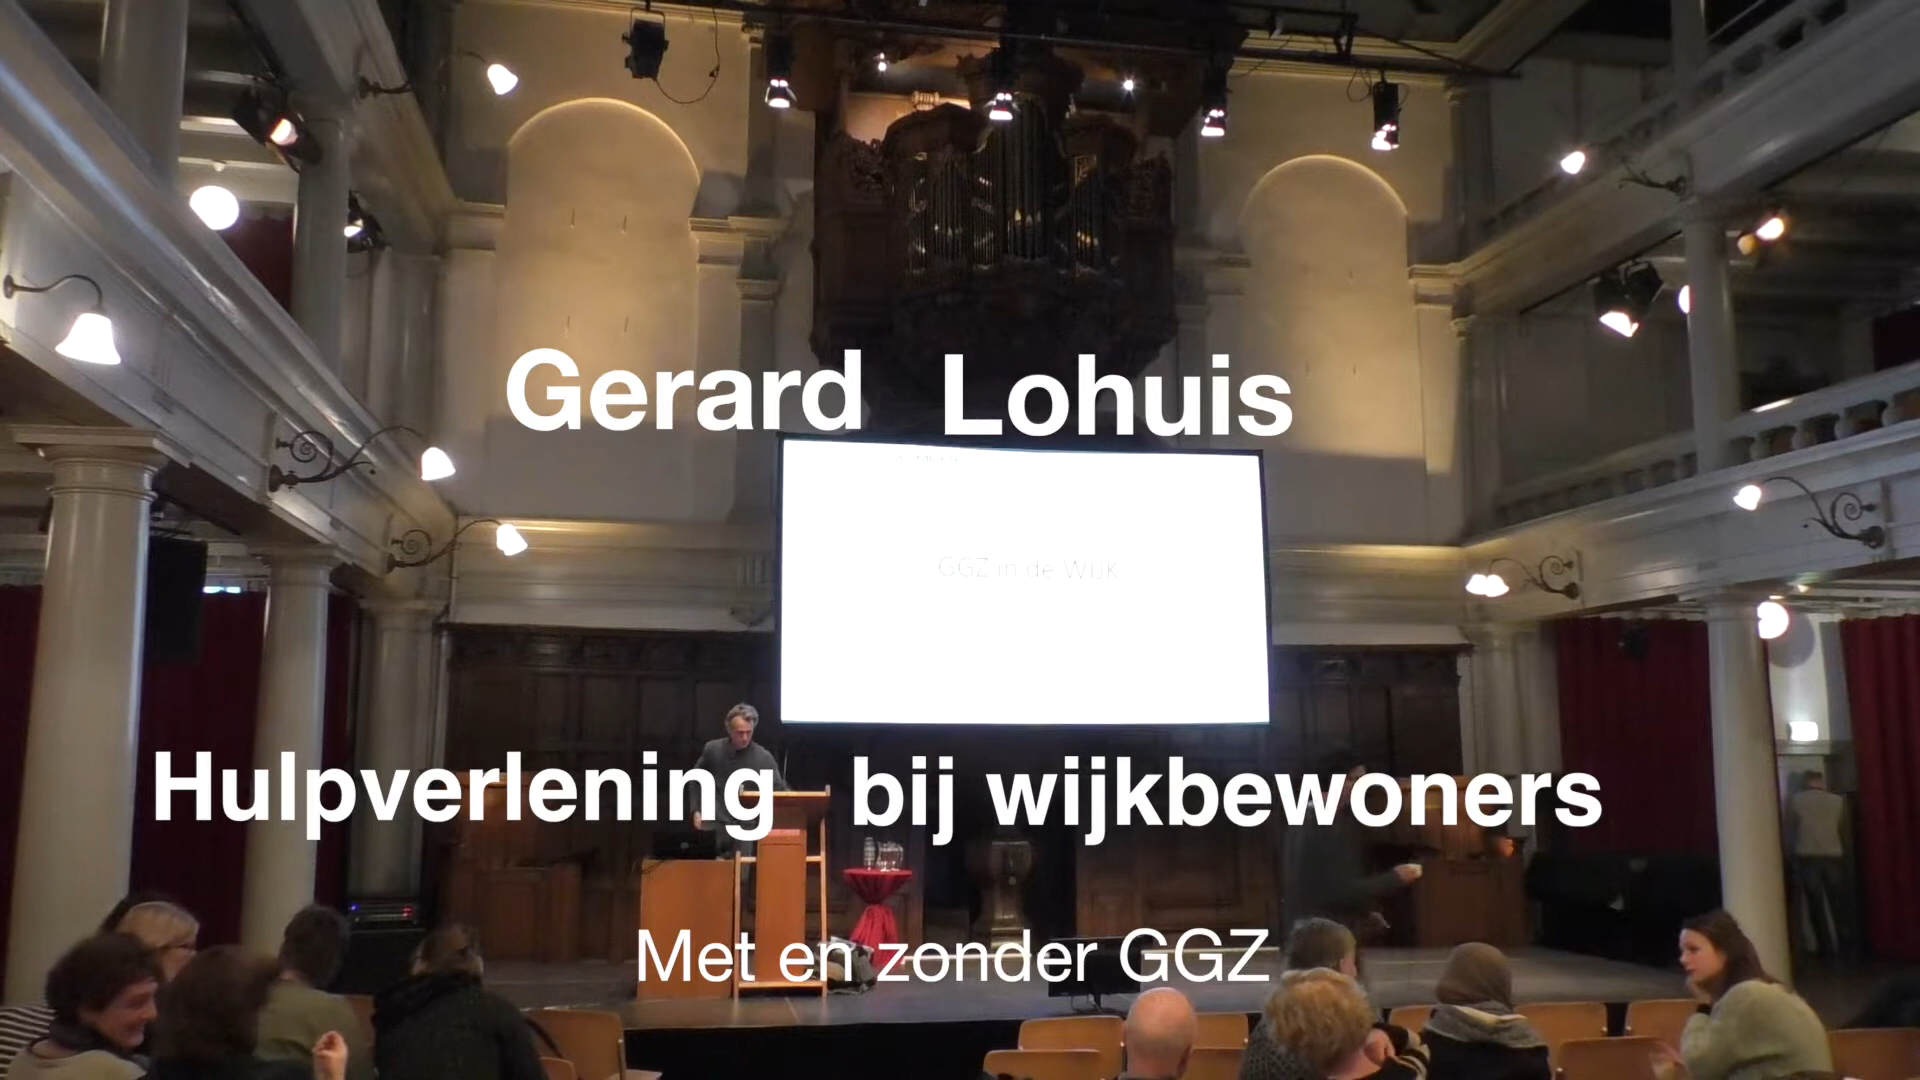 Gerard Lohuis
GGZ in de Wijk
Hulpverlening bij wijkbewoners
Met en zonder GGZ